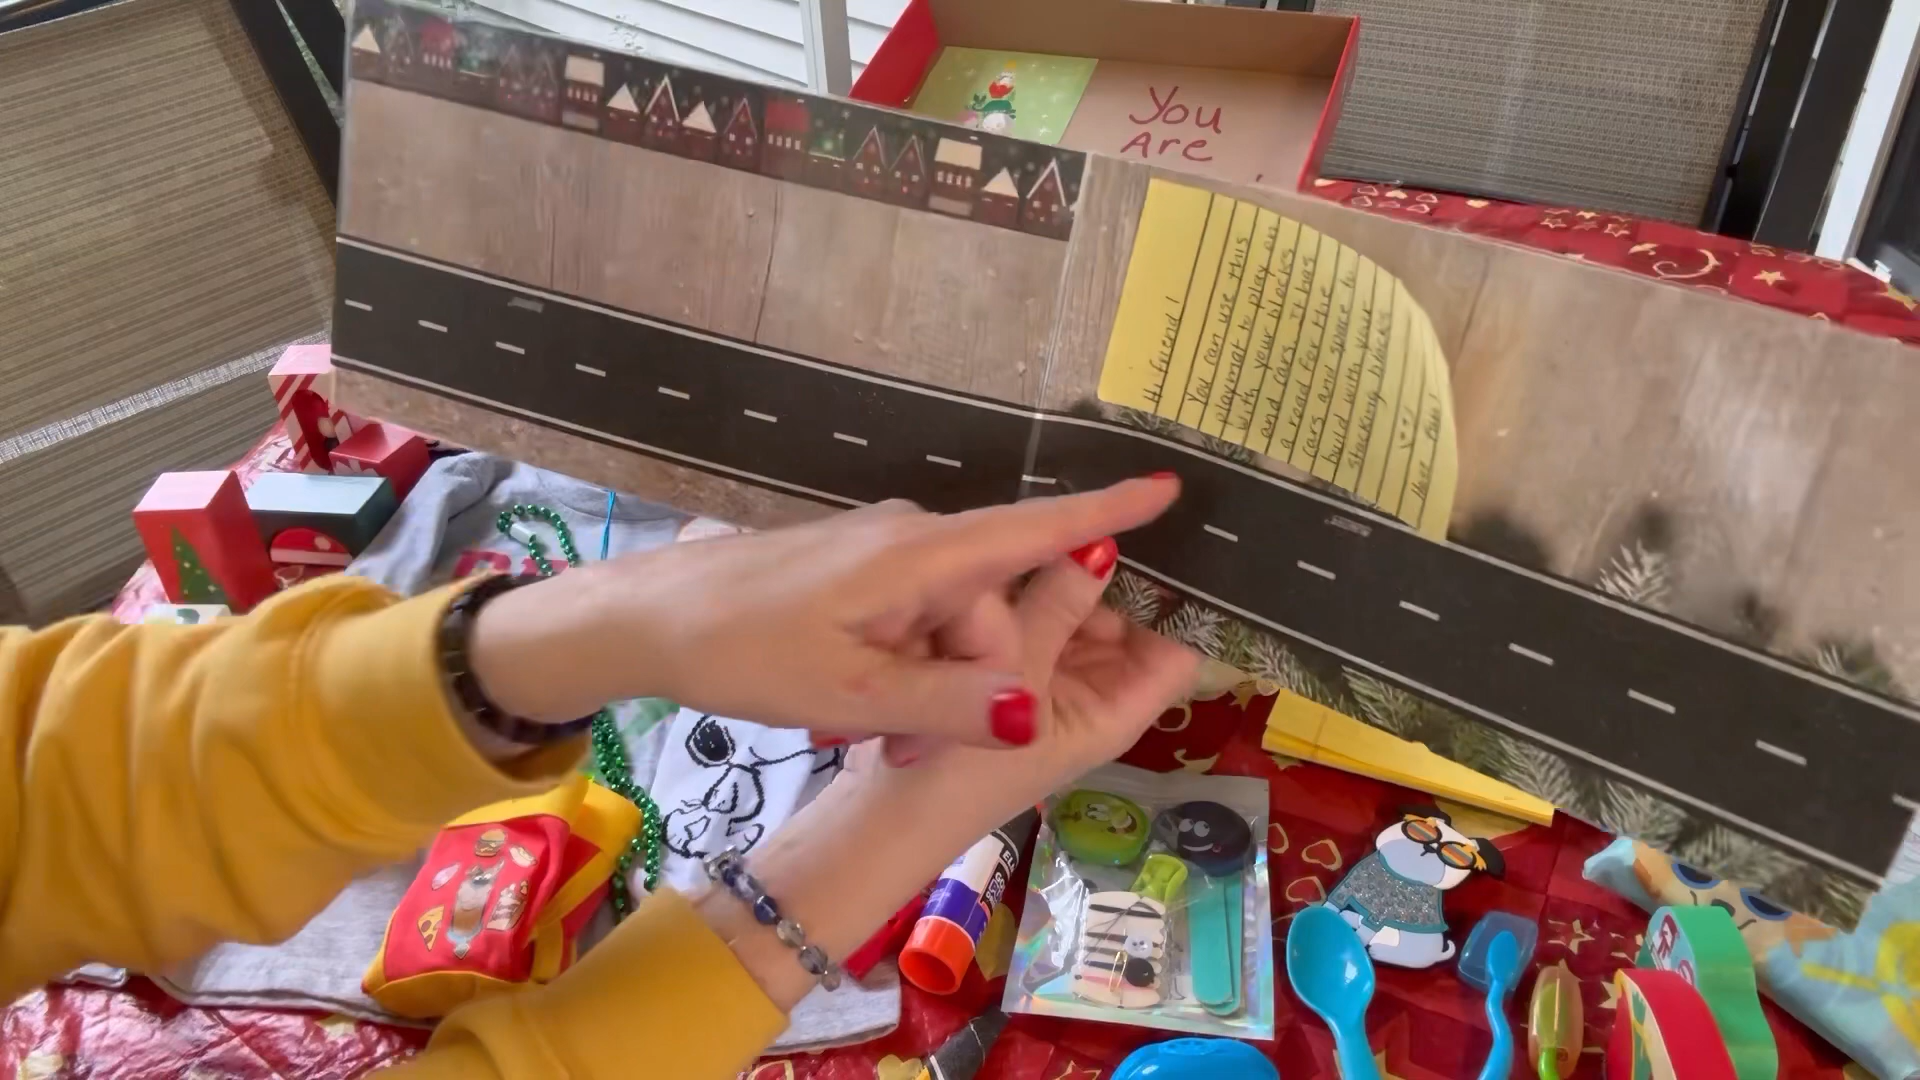 You
Are
Hi friend!
You can use this
playmat to play on
with your blocks
and cars. It has
a road for the
cars and space to
build with your
stacking blocks
Have fun!